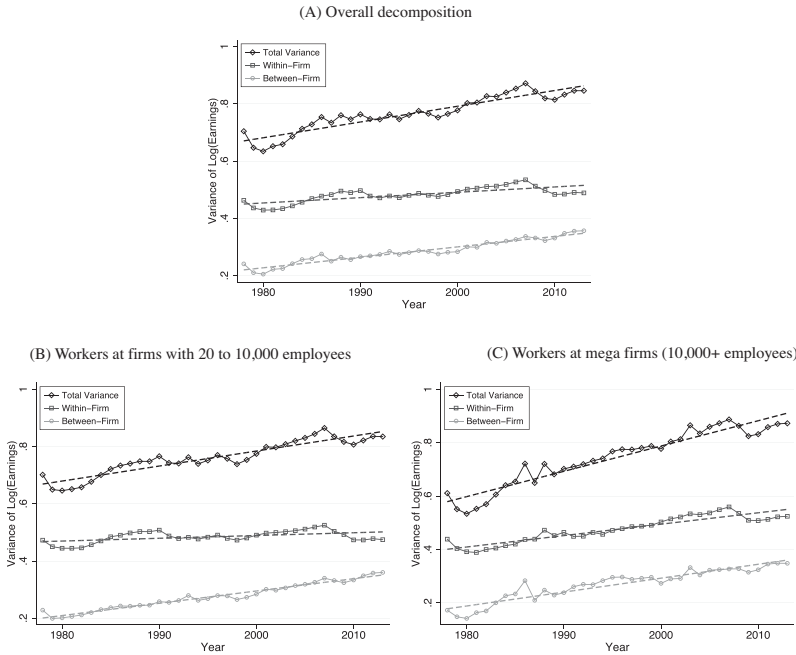 (A) Overall decomposition
Total Variance
Within-Firm
Between-Firm
1
.8
.6
.4
.2
Variance of Log(Earnings)
1980 1990 2000 2010
Year
(B) Workers at firms with 20 to 10,000 employees
Total Variance
Within-Firm
Between-Firm
1
.8
.6
.4
.2
Variance of Log(Earnings)
1980 1990 2000 2010
Year
(C) Workers at mega firms (10,000+ employees)
Total Variance
Within-Firm
Between-Firm
1
.8
.6
.4
.2
Variance of Log(Earnings)
1980 1990 2000 2010
Year